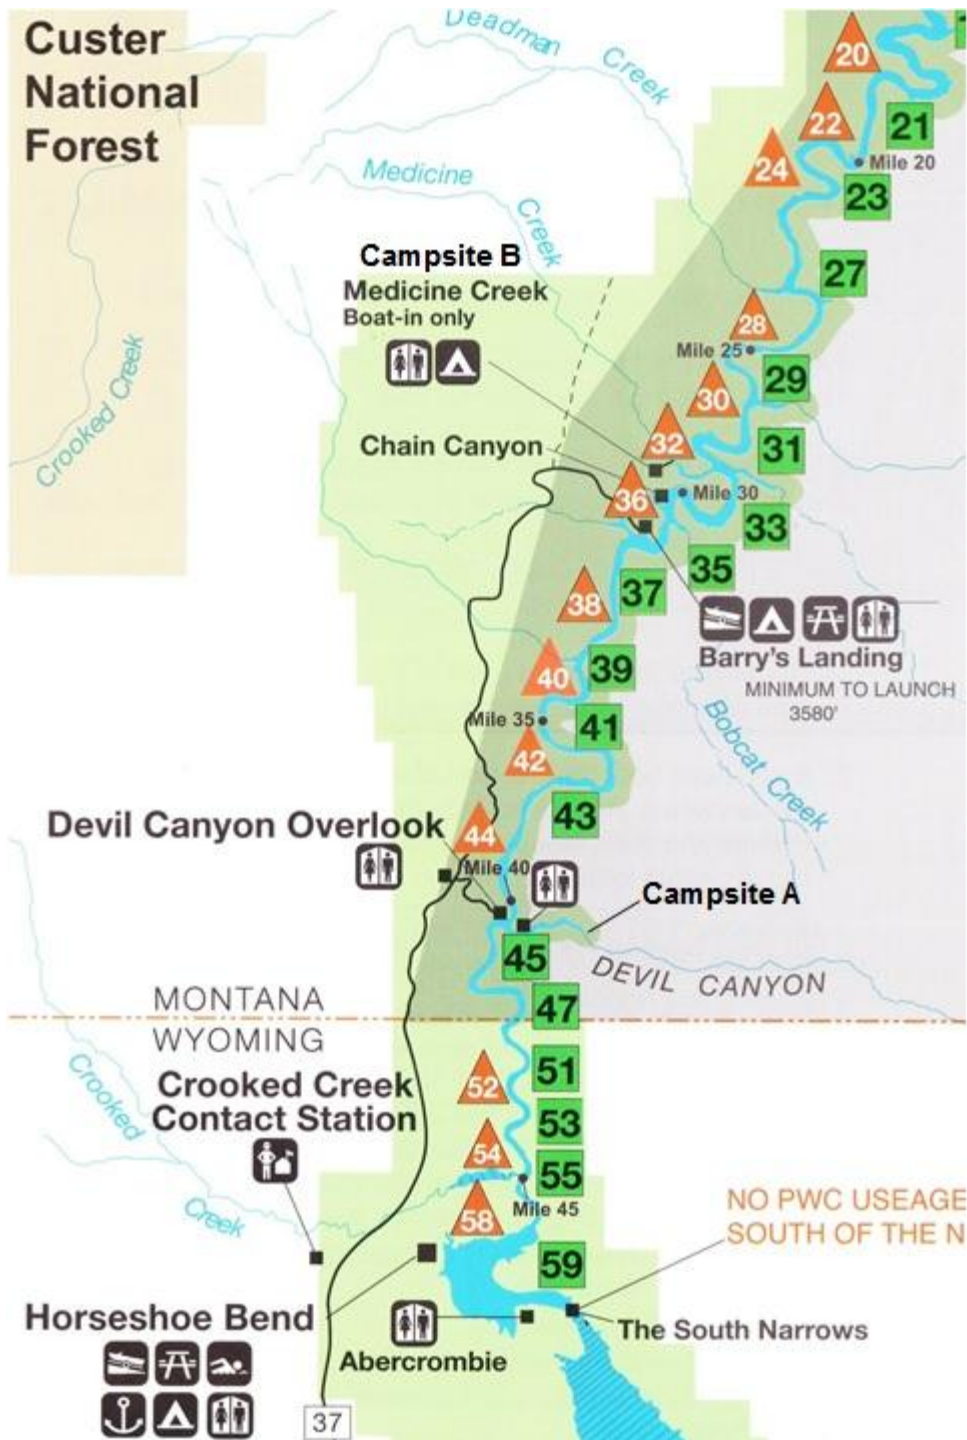 Custer
National
Forest
Deadman
Creek
20
22
21
Mile 20
24
23
Medicine
Creek
Campsite B
Medicine Creek
Boat-in only
27
28
Mile 25
29
30
Crooked Creek
31
32
Chain Canyon
36
Mile 30
33
35
37
38
Barry's Landing
MINIMUM TO LAUNCH
3580'
39
40
Mile 35
41
42
Bobcat Creek
43
44
Devil Canyon Overlook
Mile 40
Campsite A
45
DEVIL CANYON
47
MONTANA
WYOMING
Crooked
Creek
Crooked Creek
Contact Station
51
52
53
54
55
Mile 45
58
59
NO PWC USEAGE
SOUTH OF THE N
Horseshoe Bend
The South Narrows
Abercrombie
37